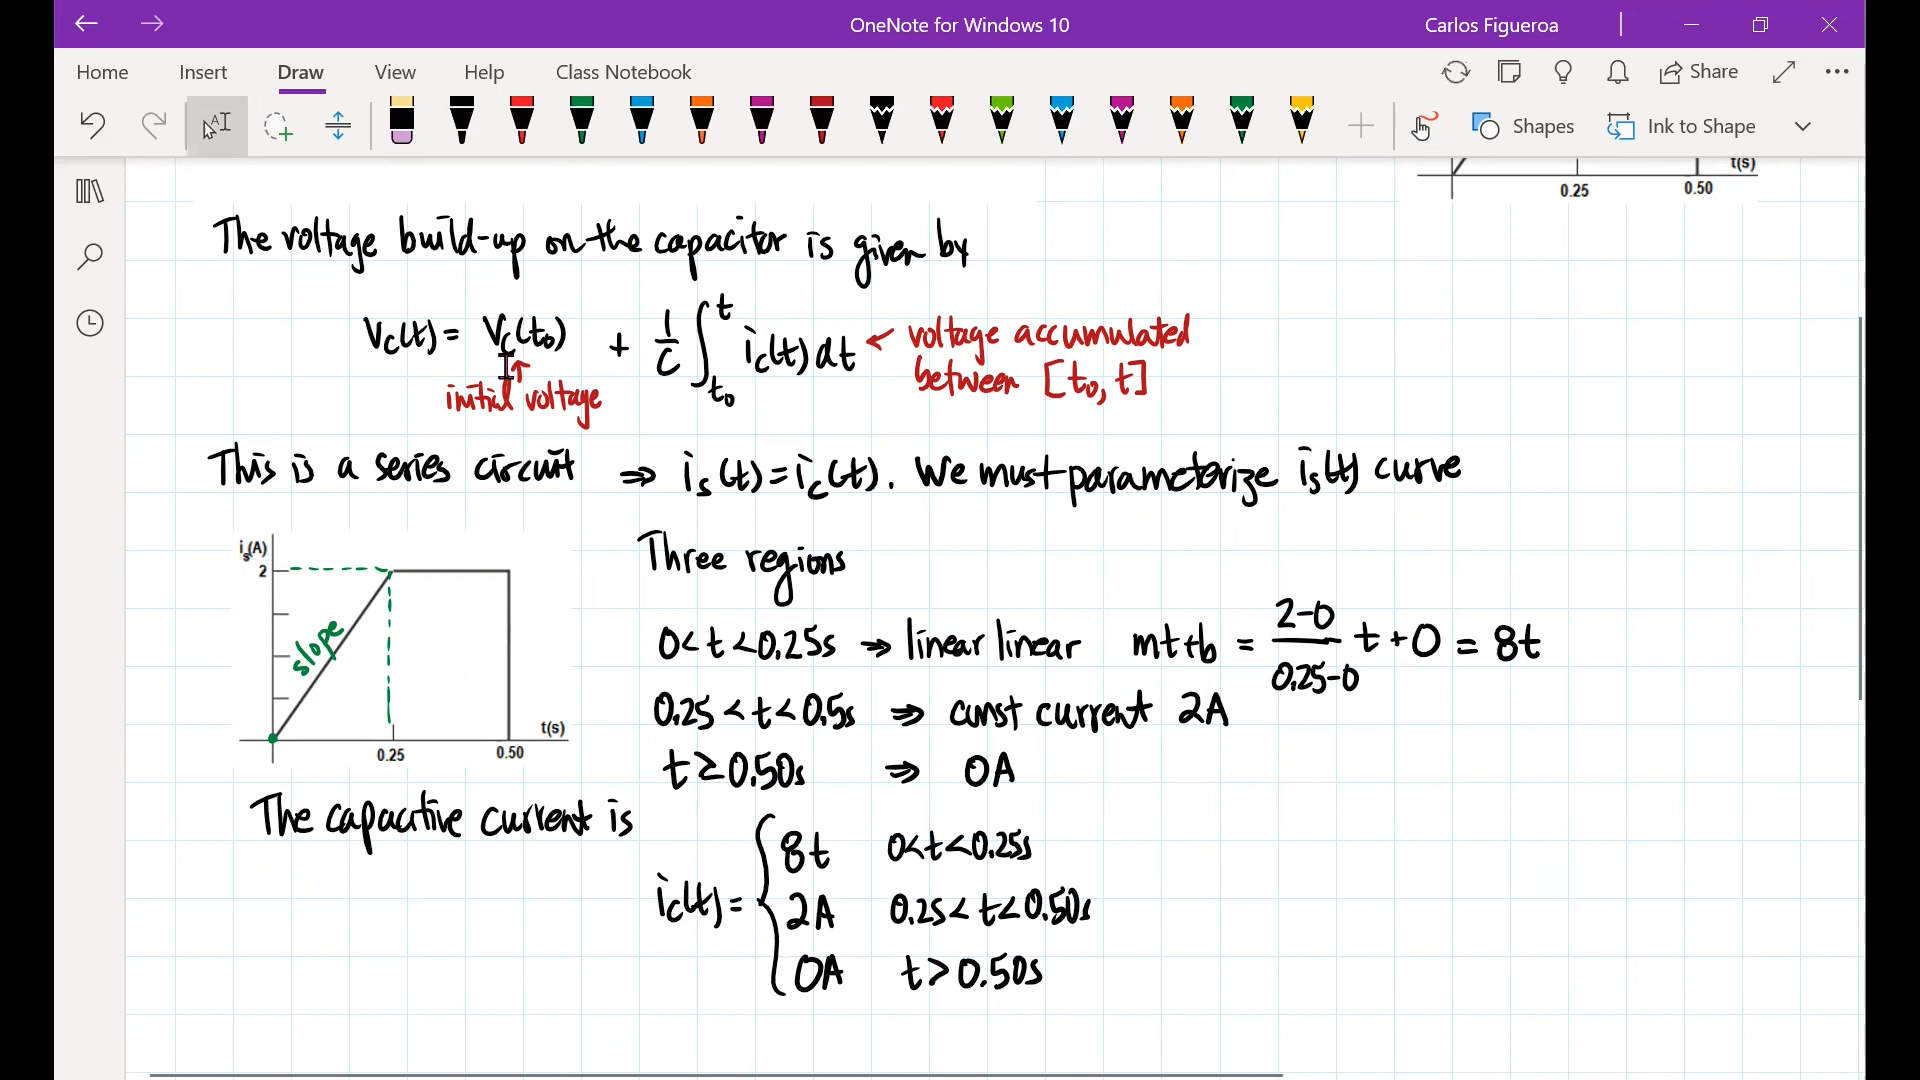 OneNote for Windows 10
Carlos Figueroa
Home Insert Draw View Help Class Notebook
Share
Shapes
Ink to Shape
t(s)
0.25 0.50
The voltage build-up on the capacitor is given by
Vc(t) = Vc(t₀) + 1/C ∫ₜ₀ᵗ ic(t) dt ← voltage accumulated
between [t₀, t]
↑
initial voltage
This is a series circuit ⇒ is(t) = ic(t). We must parameterize is(t) curve
is(A)
2
slope
t(s)
0.25 0.50
Three regions
0 < t < 0.25s ⇒ linear linear mt+b = (2-0)/(0.25-0) t + 0 = 8t
0.25 < t < 0.5s ⇒ const current 2A
t ≥ 0.50s ⇒ 0A
The capacitive current is
ic(t) = {
8t 0<t<0.25s
2A 0.25 < t < 0.50s
0A t > 0.50s